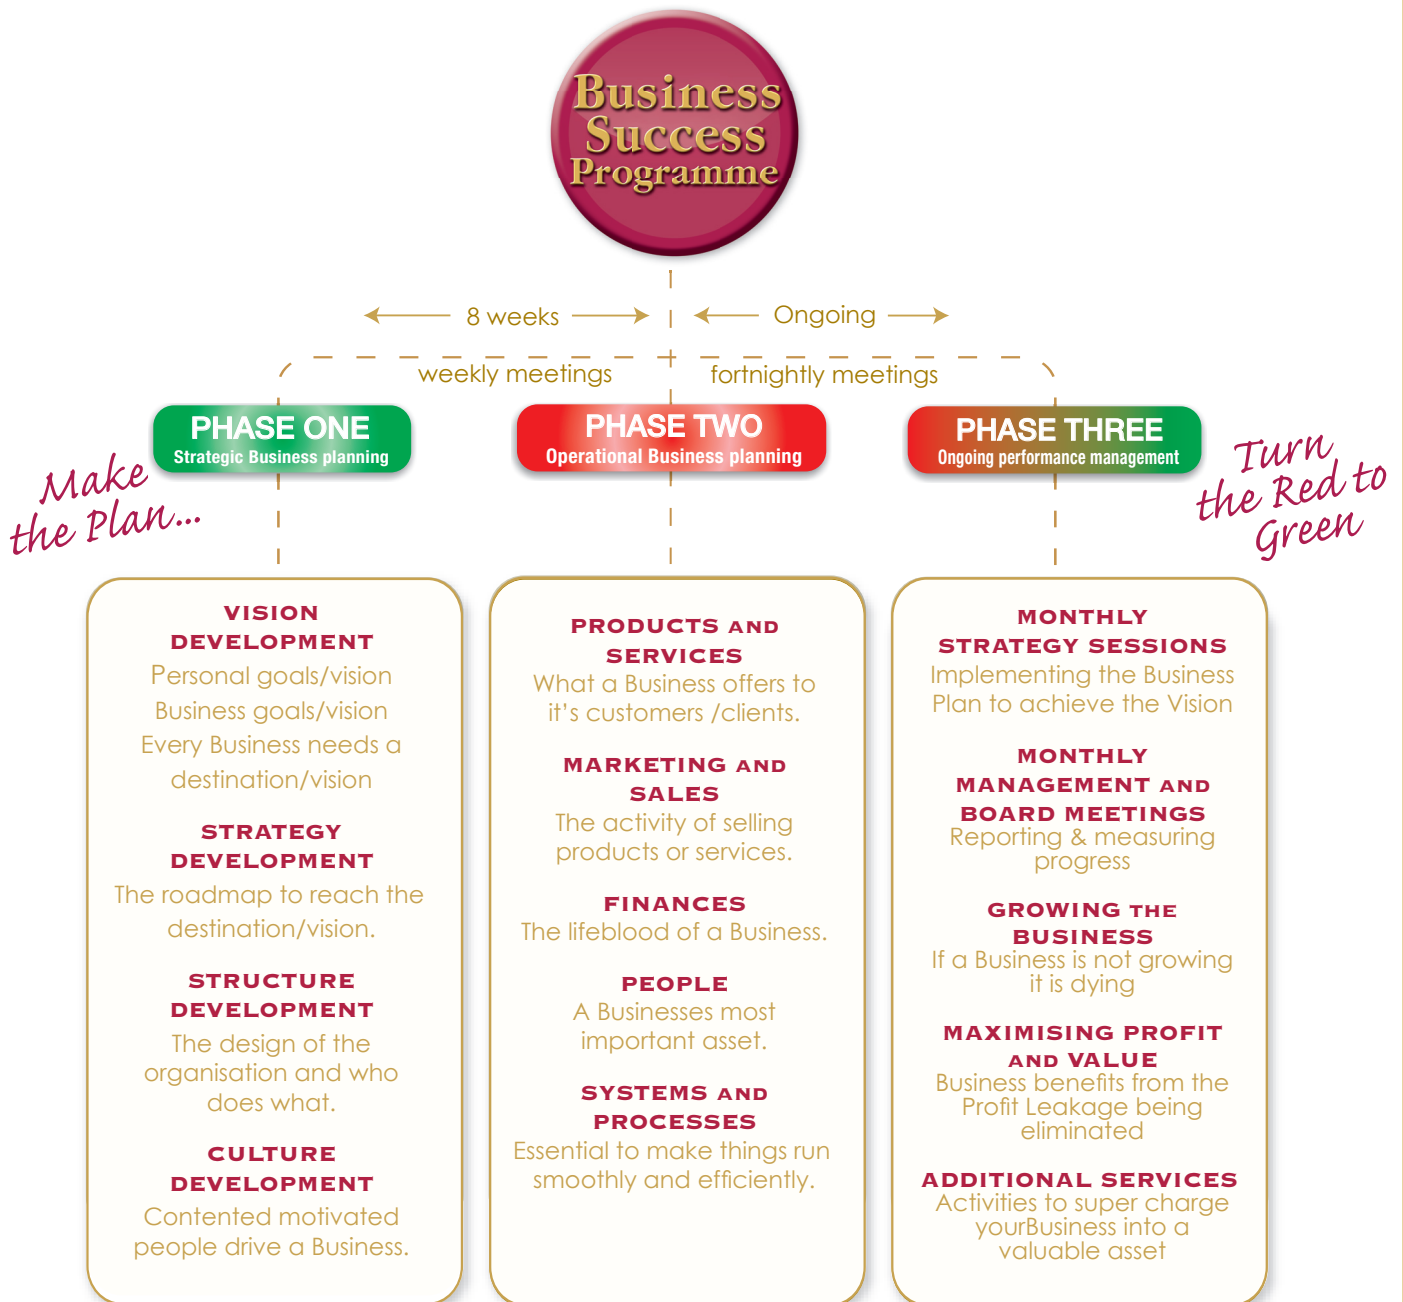 Business
Success
Programme
8 weeks
Ongoing
weekly meetings
fortnightly meetings
PHASE ONE
Strategic Business planning
PHASE TWO
Operational Business planning
PHASE THREE
Ongoing performance management
Make
the Plan...
Turn
the Red to
Green
VISION
DEVELOPMENT
Personal goals/vision
Business goals/vision
Every Business needs a
destination/vision
STRATEGY
DEVELOPMENT
The roadmap to reach the
destination/vision.
STRUCTURE
DEVELOPMENT
The design of the
organisation and who
does what.
CULTURE
DEVELOPMENT
Contented motivated
people drive a Business.
PRODUCTS AND
SERVICES
What a Business offers to
it's customers /clients.
MARKETING AND
SALES
The activity of selling
products or services.
FINANCES
The lifeblood of a Business.
PEOPLE
A Businesses most
important asset.
SYSTEMS AND
PROCESSES
Essential to make things run
smoothly and efficiently.
MONTHLY
STRATEGY SESSIONS
Implementing the Business
Plan to achieve the Vision
MONTHLY
MANAGEMENT AND
BOARD MEETINGS
Reporting & measuring
progress
GROWING THE
BUSINESS
If a Business is not growing
it is dying
MAXIMISING PROFIT
AND VALUE
Business benefits from the
Profit Leakage being
eliminated
ADDITIONAL SERVICES
Activities to super charge
yourBusiness into a
valuable asset